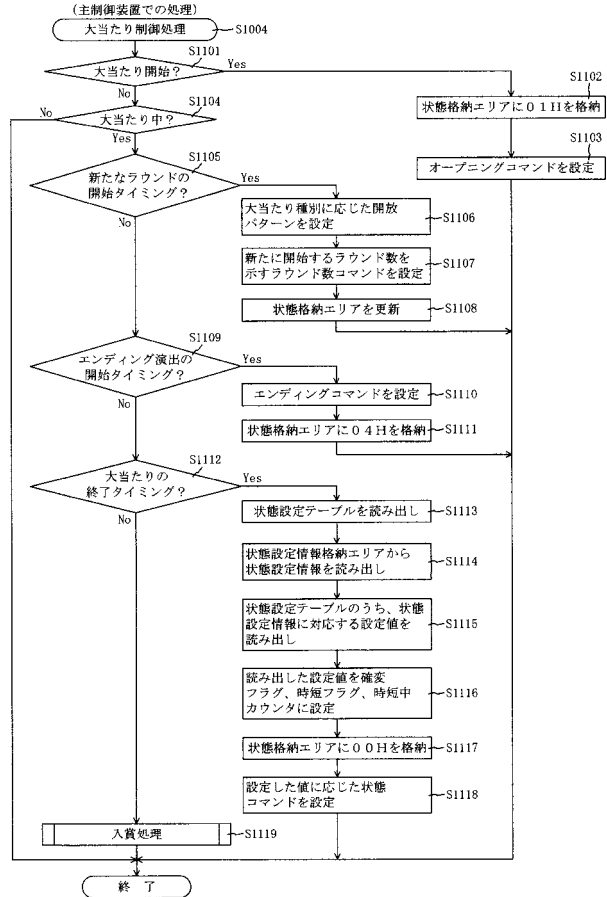 (主制御装置での処理)
大当たり制御処理
S1004
S1101
大当たり開始?
Yes
No
S1102
状態格納エリアに01Hを格納
S1103
オープニングコマンドを設定
S1104
No
大当たり中?
Yes
S1105
新たなラウンドの
開始タイミング?
Yes
No
大当たり種別に応じた開放
パターンを設定
S1106
新たに開始するラウンド数を
示すラウンド数コマンドを設定
S1107
状態格納エリアを更新
S1108
S1109
エンディング演出の
開始タイミング?
Yes
No
エンディングコマンドを設定
S1110
状態格納エリアに04Hを格納
S1111
S1112
大当たりの
終了タイミング?
Yes
No
状態設定テーブルを読み出し
S1113
状態設定情報格納エリアから
状態設定情報を読み出し
S1114
状態設定テーブルのうち、状態
設定情報に対応する設定値を
読み出し
S1115
読み出した設定値を確変
フラグ、時短フラグ、時短中
カウンタに設定
S1116
状態格納エリアに00Hを格納
S1117
設定した値に応じた状態
コマンドを設定
S1118
入賞処理
S1119
終 了